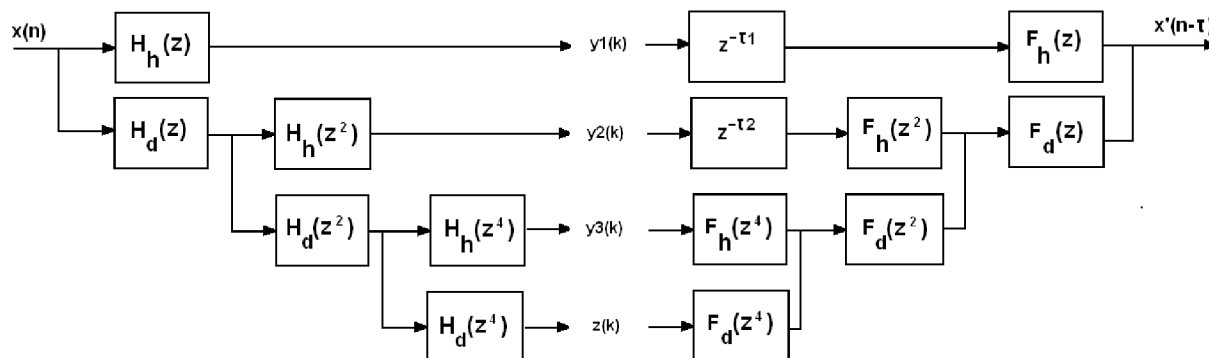 x(n) H_h(z) y1(k) z^-τ1 F_h(z) x'(n-τ)
H_d(z) H_h(z²) y2(k) z^-τ2 F_h(z²) F_d(z)
H_d(z²) H_h(z⁴) y3(k) F_h(z⁴) F_d(z²)
H_d(z⁴) z(k) F_d(z⁴)